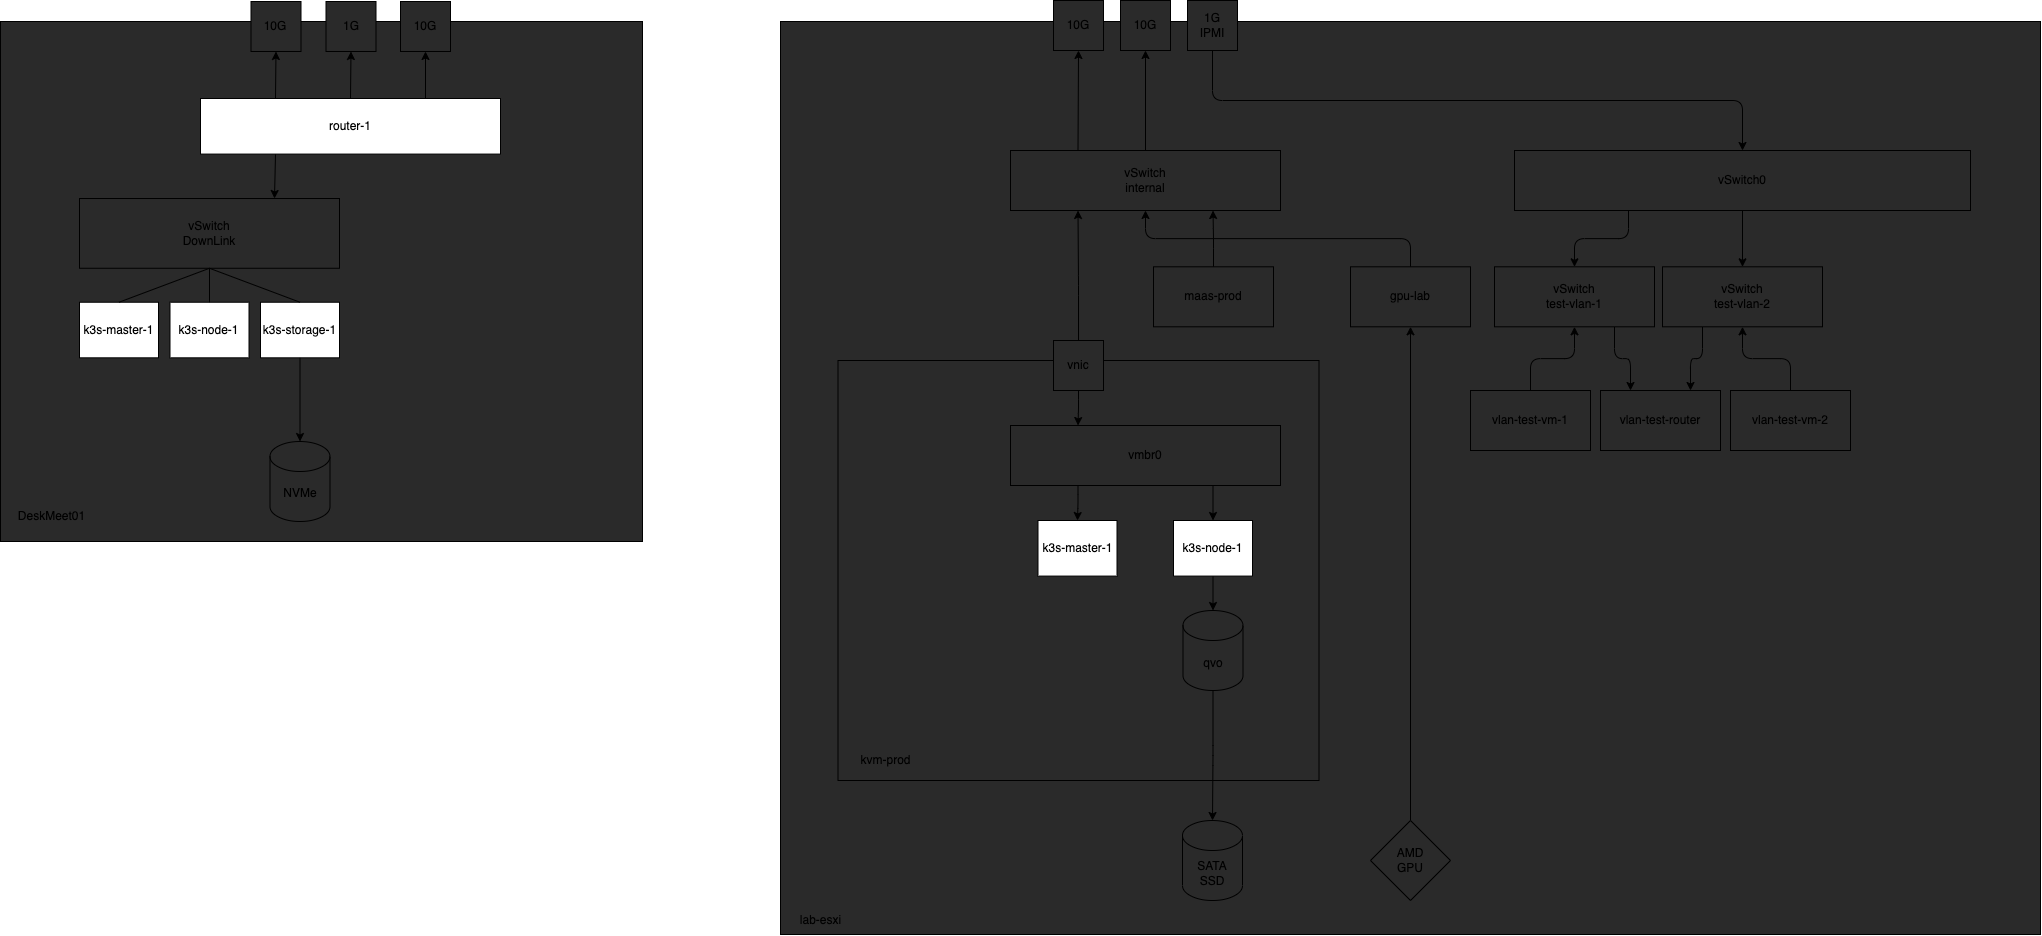 10G
1G
10G
router-1
vSwitch
DownLink
k3s-master-1
k3s-node-1
k3s-storage-1
NVMe
DeskMeet01
10G
10G
1G
IPMI
vSwitch
internal
vSwitch0
maas-prod
gpu-lab
vSwitch
test-vlan-1
vSwitch
test-vlan-2
vnic
vlan-test-vm-1
vlan-test-router
vlan-test-vm-2
vmbr0
k3s-master-1
k3s-node-1
qvo
kvm-prod
SATA
SSD
AMD
GPU
lab-esxi